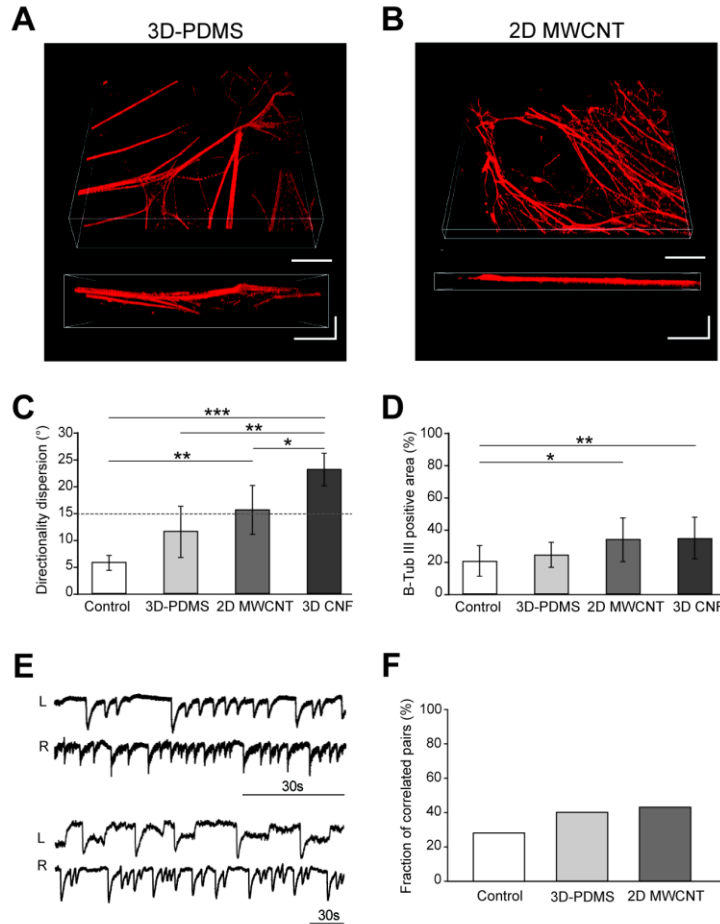 A
3D-PDMS
B
2D MWCNT
C
Directionality dispersion (°)
30
25
20
15
10
5
0
***
**
**
*
Control
3D-PDMS
2D MWCNT
3D CNF
D
B-Tub III positive area (%)
100
80
60
40
20
0
**
*
Control
3D-PDMS
2D MWCNT
3D CNF
E
L
R
30s
L
R
30s
F
Fraction of correlated pairs (%)
100
80
60
40
20
0
Control
3D-PDMS
2D MWCNT